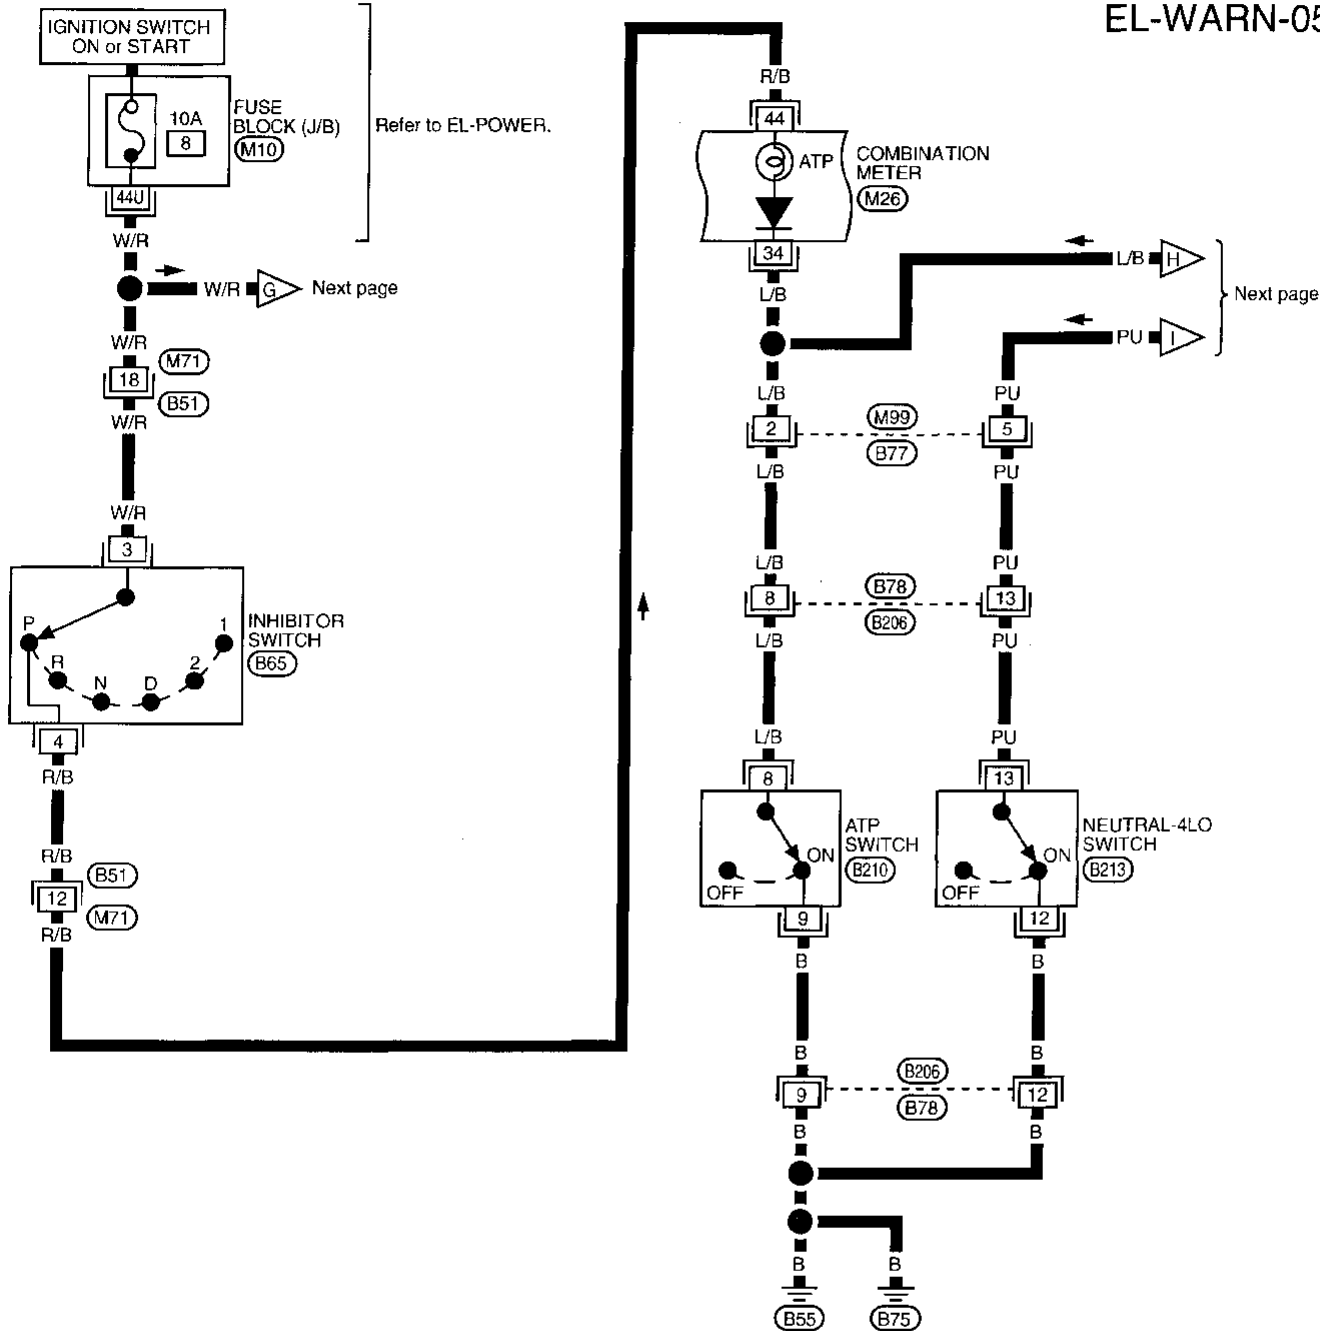 EL-WARN-05
IGNITION SWITCH
ON or START
10A
8
FUSE
BLOCK (J/B)
M10
Refer to EL-POWER.
44U
W/R
W/R
G
Next page
W/R
18
M71
B51
W/R
W/R
3
P
R
N
D
2
1
INHIBITOR
SWITCH
B65
4
R/B
R/B
12
B51
M71
R/B
R/B
44
ATP
COMBINATION
METER
M26
34
L/B
L/B
H
PU
I
Next page
L/B
PU
2
M99
B77
5
L/B
PU
L/B
PU
8
B78
B206
13
L/B
PU
L/B
PU
8
13
ATP
SWITCH
B210
ON
OFF
NEUTRAL-4LO
SWITCH
B213
ON
OFF
9
12
B
B
B
B
9
B206
B78
12
B
B
B
B
B55
B75